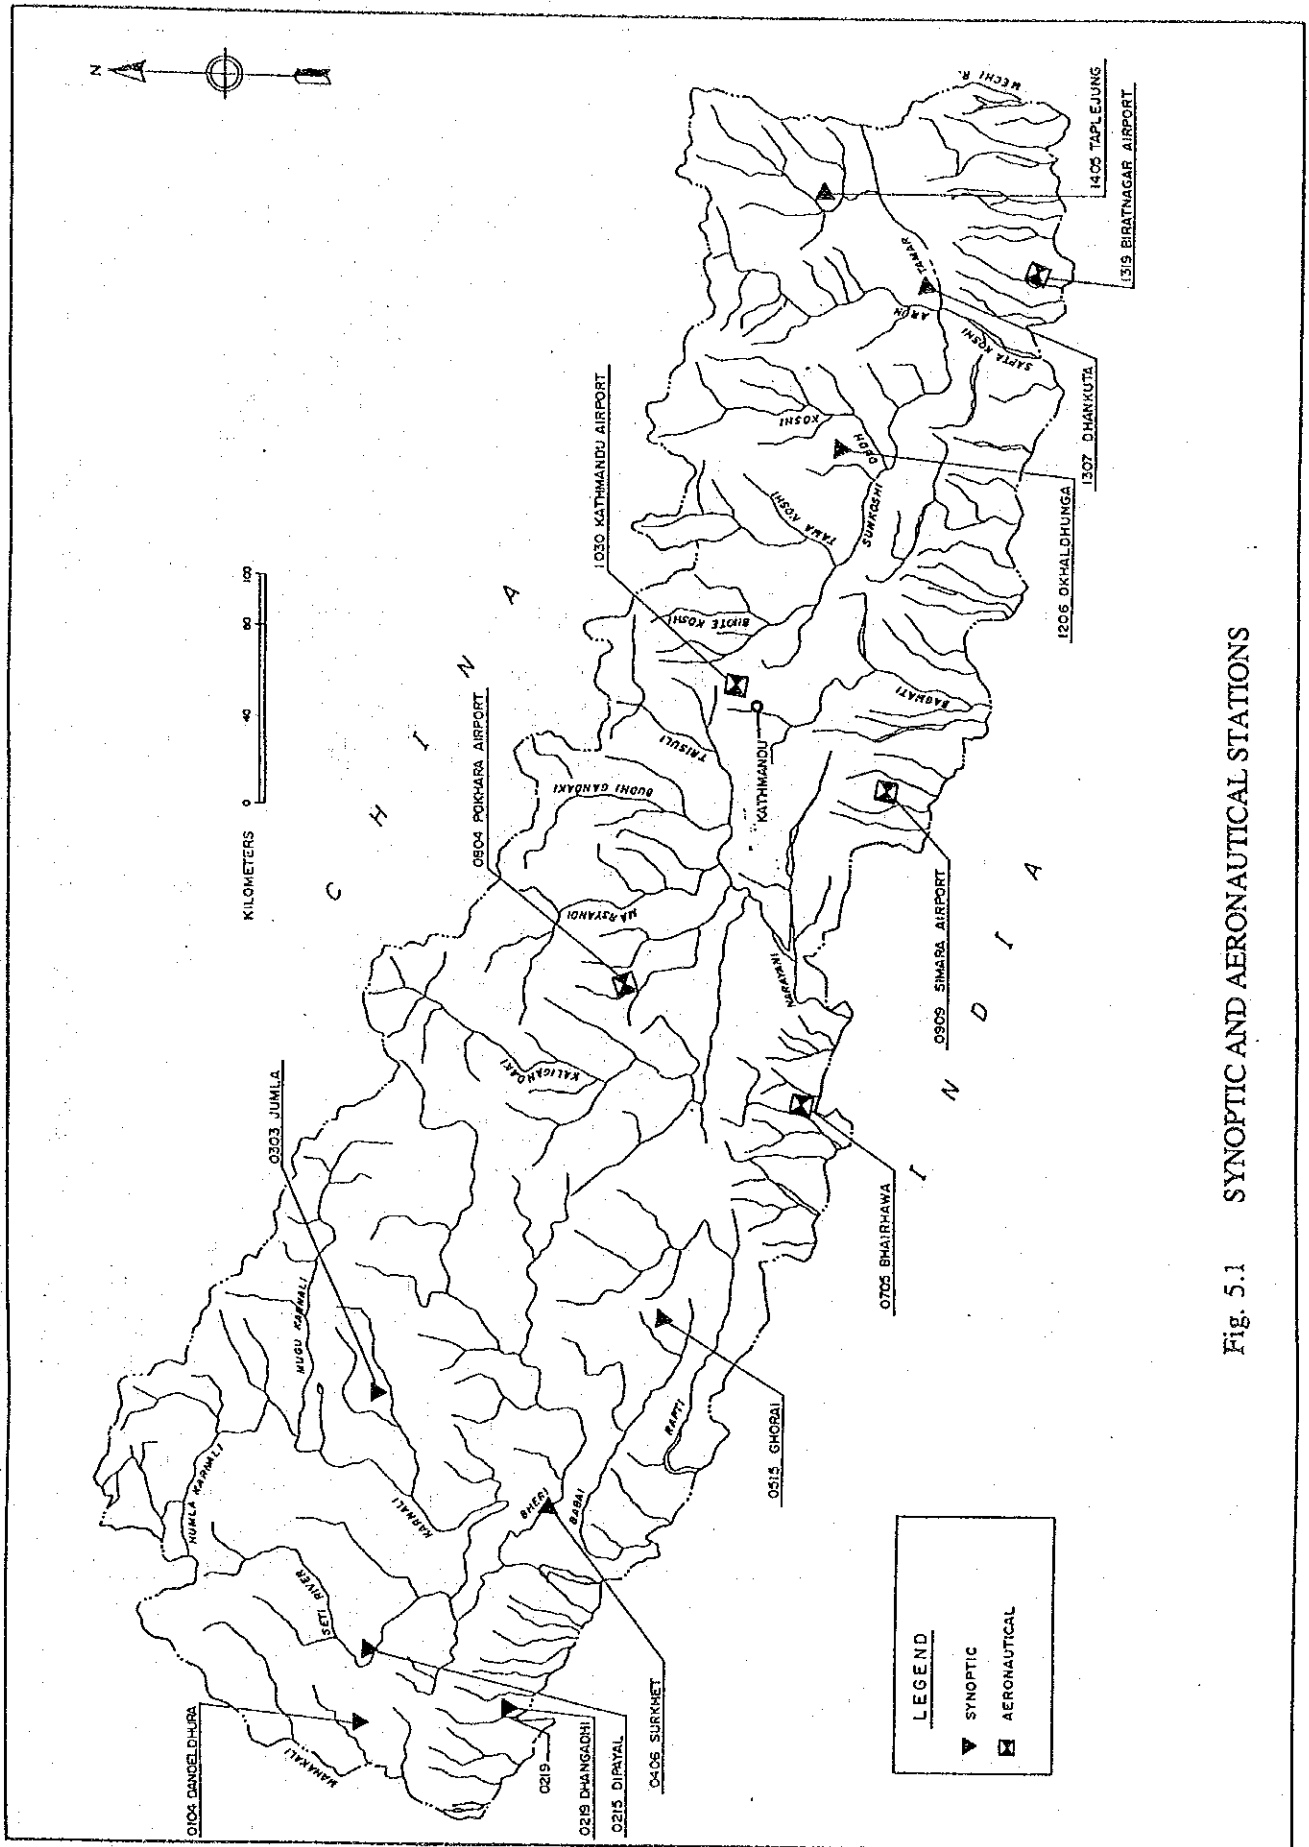 N
KILOMETERS
0 40 80 100
C H I N A
I N D I A
0104 DANDELDHURA
0303 JUMLA
0804 POKHARA AIRPORT
1030 KATHMANDU AIRPORT
MAHAKALI
SETI RIVER
HUMLA KARNALI
MUGU KARNALI
KARNALI
BHERI
BABAI
RAPTI
KALIGANDAKI
MARSYANDI
BUDHI GANDAKI
TRISULI
NARAYANI
KATHMANDU
BHOTE KOSHI
BAGMATI
TAMA KOSHI
SUNKOSHI
DUDH
KOSHI
ARUN
TAMAR
SAPTA KOSHI
MECHI R.
0219
0219 DHANGADHI
0215 DIPAYAL
0406 SURKHET
0515 GHORAI
0705 BHAIRHAWA
0909 SIMARA AIRPORT
1206 OKHALDHUNGA
1307 DHANKUTA
1405 TAPLEJUNG
1319 BIRATNAGAR AIRPORT
LEGEND
SYNOPTIC
AERONAUTICAL
Fig. 5.1 SYNOPTIC AND AERONAUTICAL STATIONS